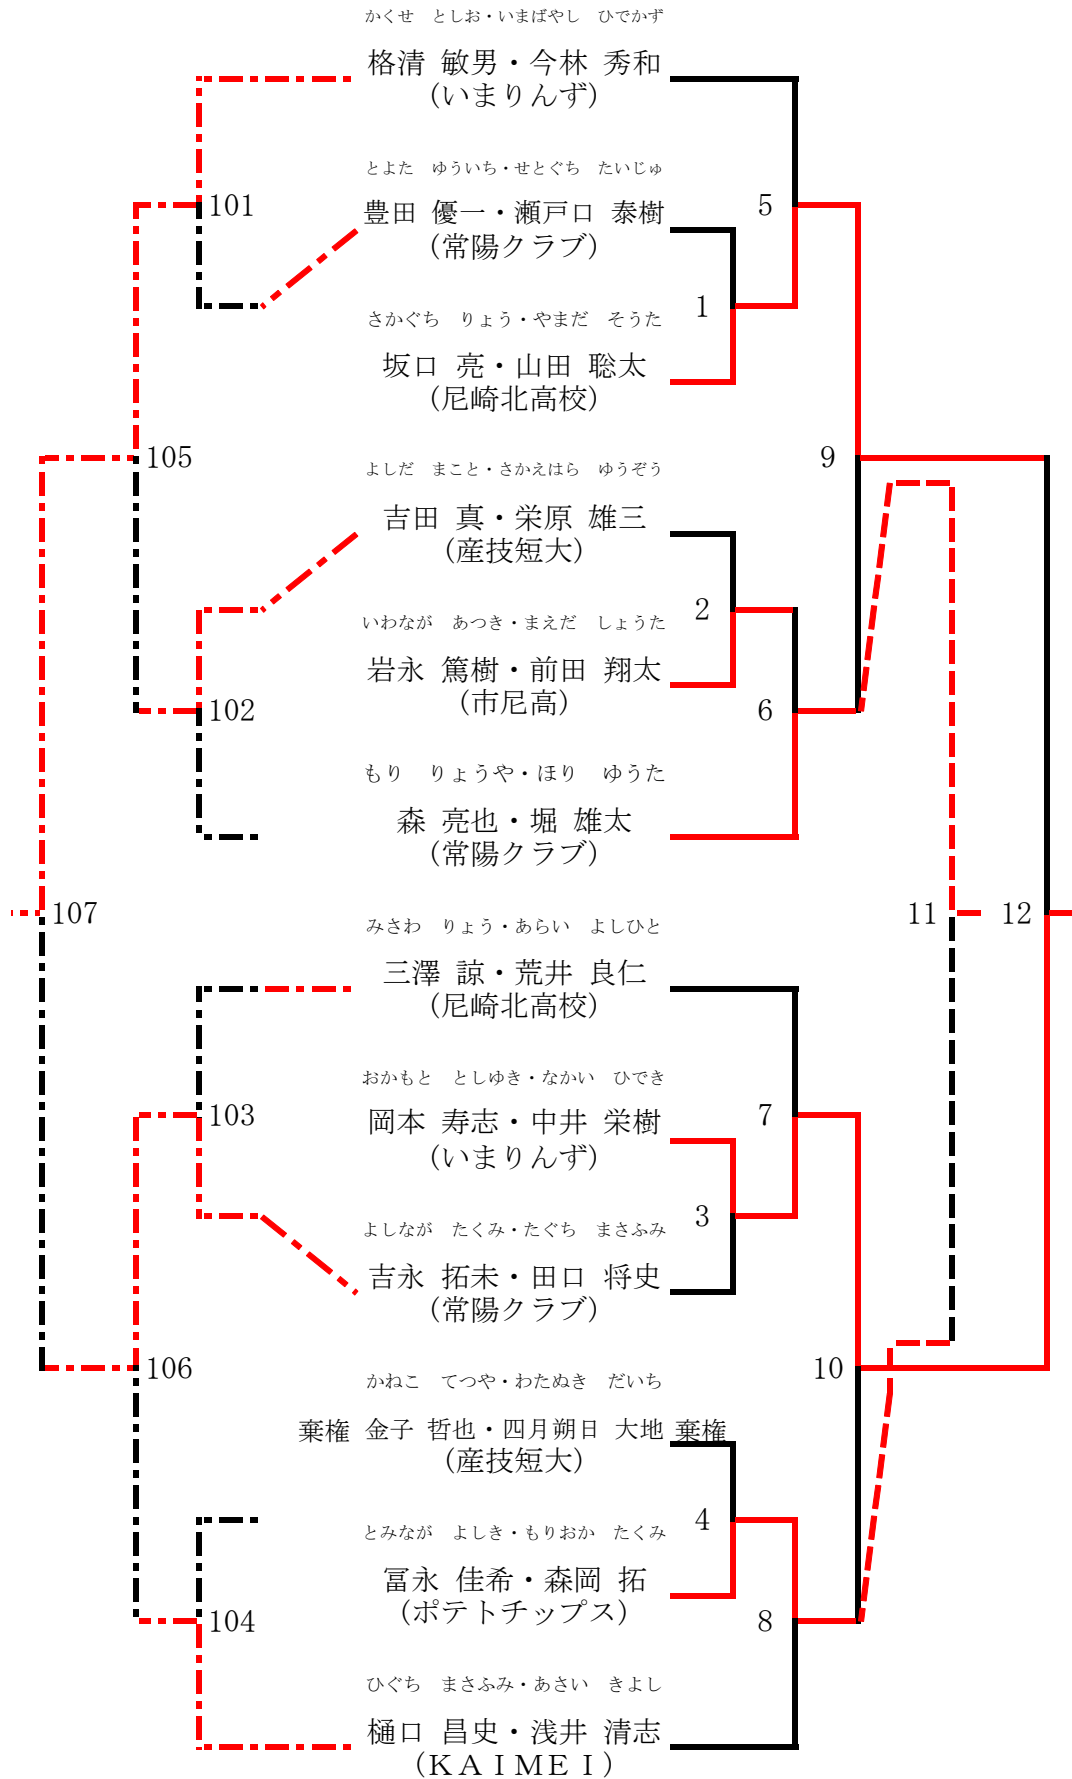 かくせ　としお・いまばやし　ひでかず
格清 敏男・今林 秀和
(いまりんず)
とよた　ゆういち・せとぐち　たいじゅ
101
豊田 優一・瀬戸口 泰樹
5
(常陽クラブ)
1
さかぐち　りょう・やまだ　そうた
坂口 亮・山田 聡太
(尼崎北高校)
105
9
よしだ　まこと・さかえはら　ゆうぞう
吉田 真・栄原 雄三
(産技短大)
2
いわなが　あつき・まえだ　しょうた
岩永 篤樹・前田 翔太
(市尼高)
102
6
もり　りょうや・ほり　ゆうた
森 亮也・堀 雄太
(常陽クラブ)
107
11
12
みさわ　りょう・あらい　よしひと
三澤 諒・荒井 良仁
(尼崎北高校)
おかもと　としゆき・なかい　ひでき
103
岡本 寿志・中井 栄樹
7
(いまりんず)
3
よしなが　たくみ・たぐち　まさふみ
吉永 拓未・田口 将史
(常陽クラブ)
106
10
かねこ　てつや・わたぬき　だいち
棄権 金子 哲也・四月朔日 大地 棄権
(産技短大)
4
とみなが　よしき・もりおか　たくみ
冨永 佳希・森岡 拓
(ポテトチップス)
104
8
ひぐち　まさふみ・あさい　きよし
樋口 昌史・浅井 清志
(ＫＡＩＭＥＩ)